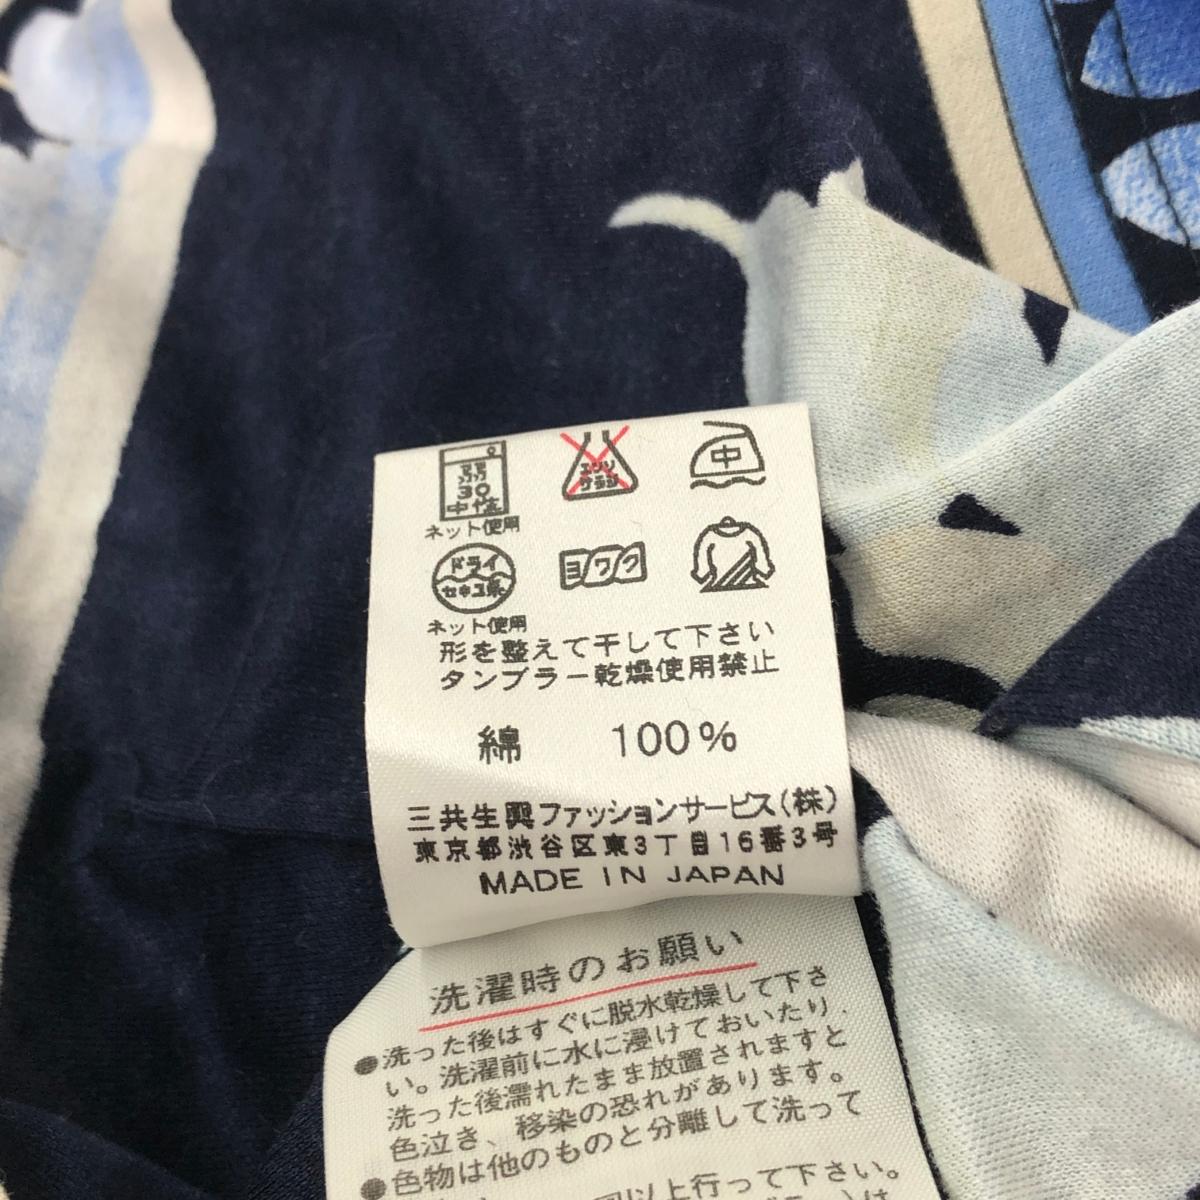 弱
30
中性
ネット使用
エンソ
サラシ
中
ドライ
セキユ系
ネット使用
ヨワク
形を整えて干して下さい
タンブラー乾燥使用禁止
綿 100%
三共生興ファッションサービス(株)
東京都渋谷区東3丁目16番3号
MADE IN JAPAN
洗濯時のお願い
●洗った後はすぐに脱水乾燥して下さ
い。洗濯前に水に浸けておいたり.
洗った後濡れたまま放置されますと
色泣き、移染の恐れがあります。
●色物は他のものと分離して洗って
以上行って下さい。